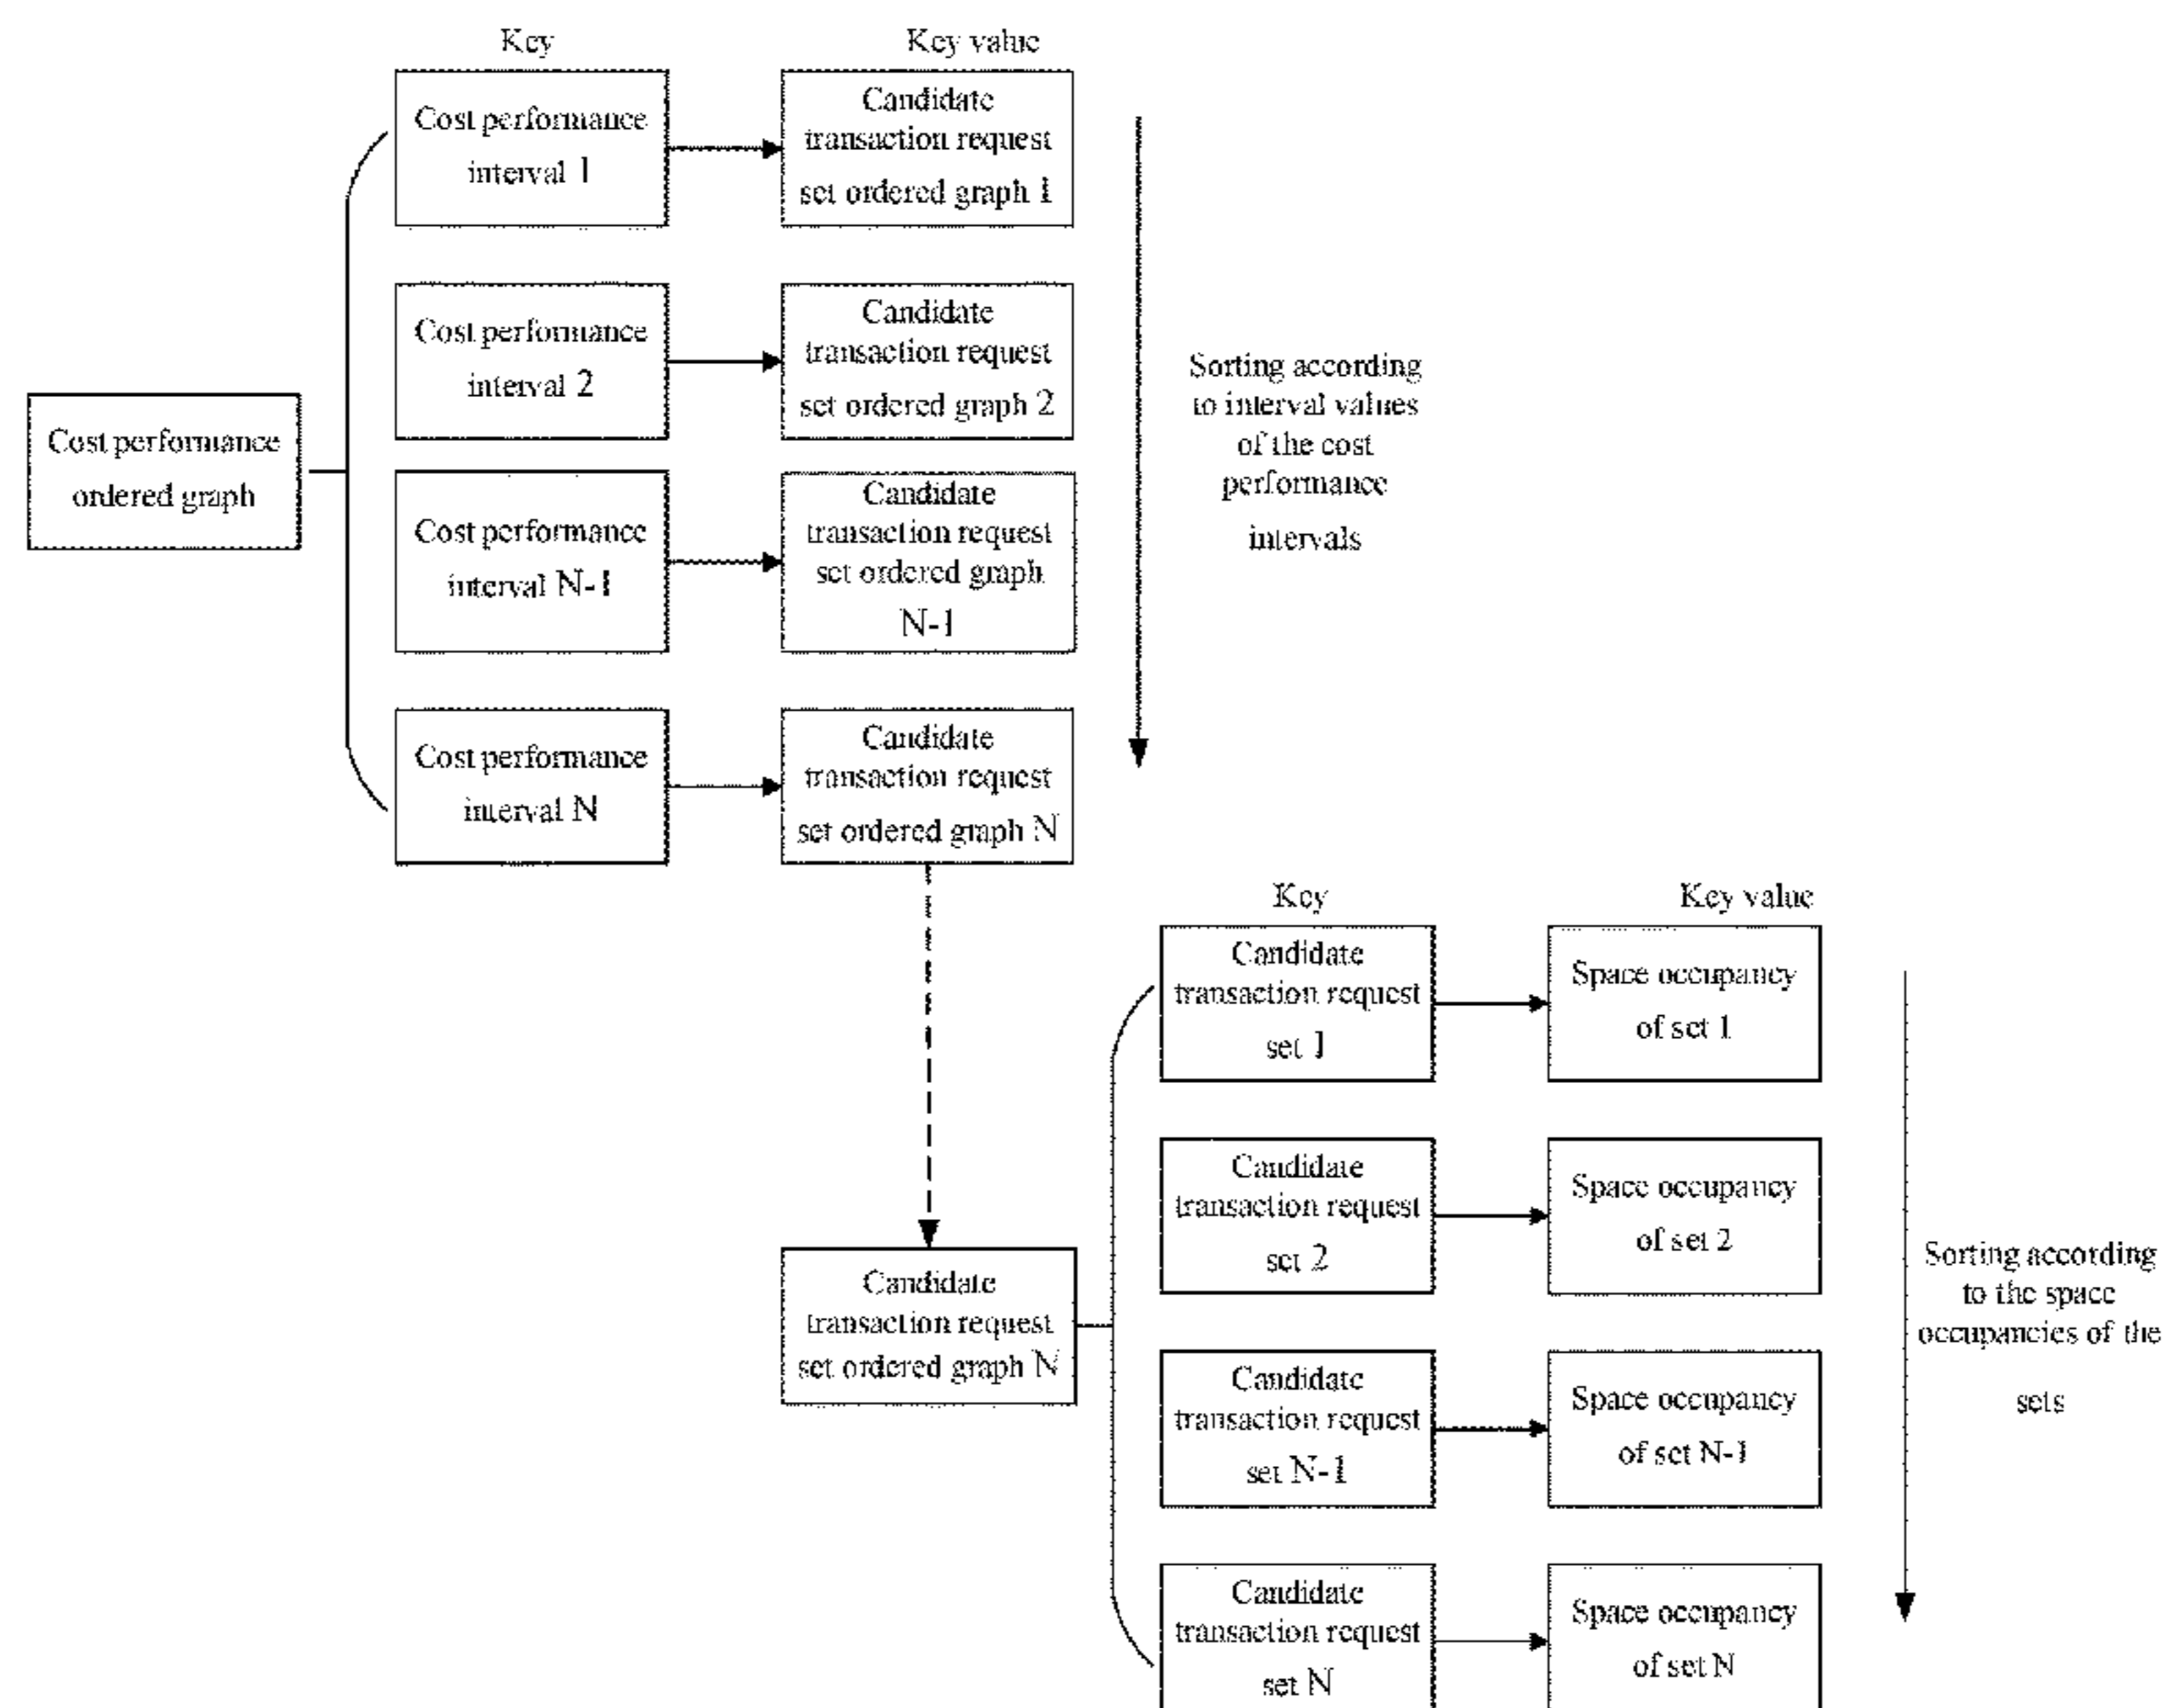 Key
Key value
Cost performance
interval 1
Candidate
transaction request
set ordered graph 1
Cost performance
interval 2
Candidate
transaction request
set ordered graph 2
Cost performance
ordered graph
Sorting according
to interval values
of the cost
performance
intervals
Cost performance
interval N-1
Candidate
transaction request
set ordered graph
N-1
Cost performance
interval N
Candidate
transaction request
set ordered graph N
Key
Key value
Candidate
transaction request
set 1
Space occupancy
of set 1
Candidate
transaction request
set 2
Space occupancy
of set 2
Candidate
transaction request
set ordered graph N
Sorting according
to the space
occupancies of the
sets
Candidate
transaction request
set N-1
Space occupancy
of set N-1
Candidate
transaction request
set N
Space occupancy
of set N